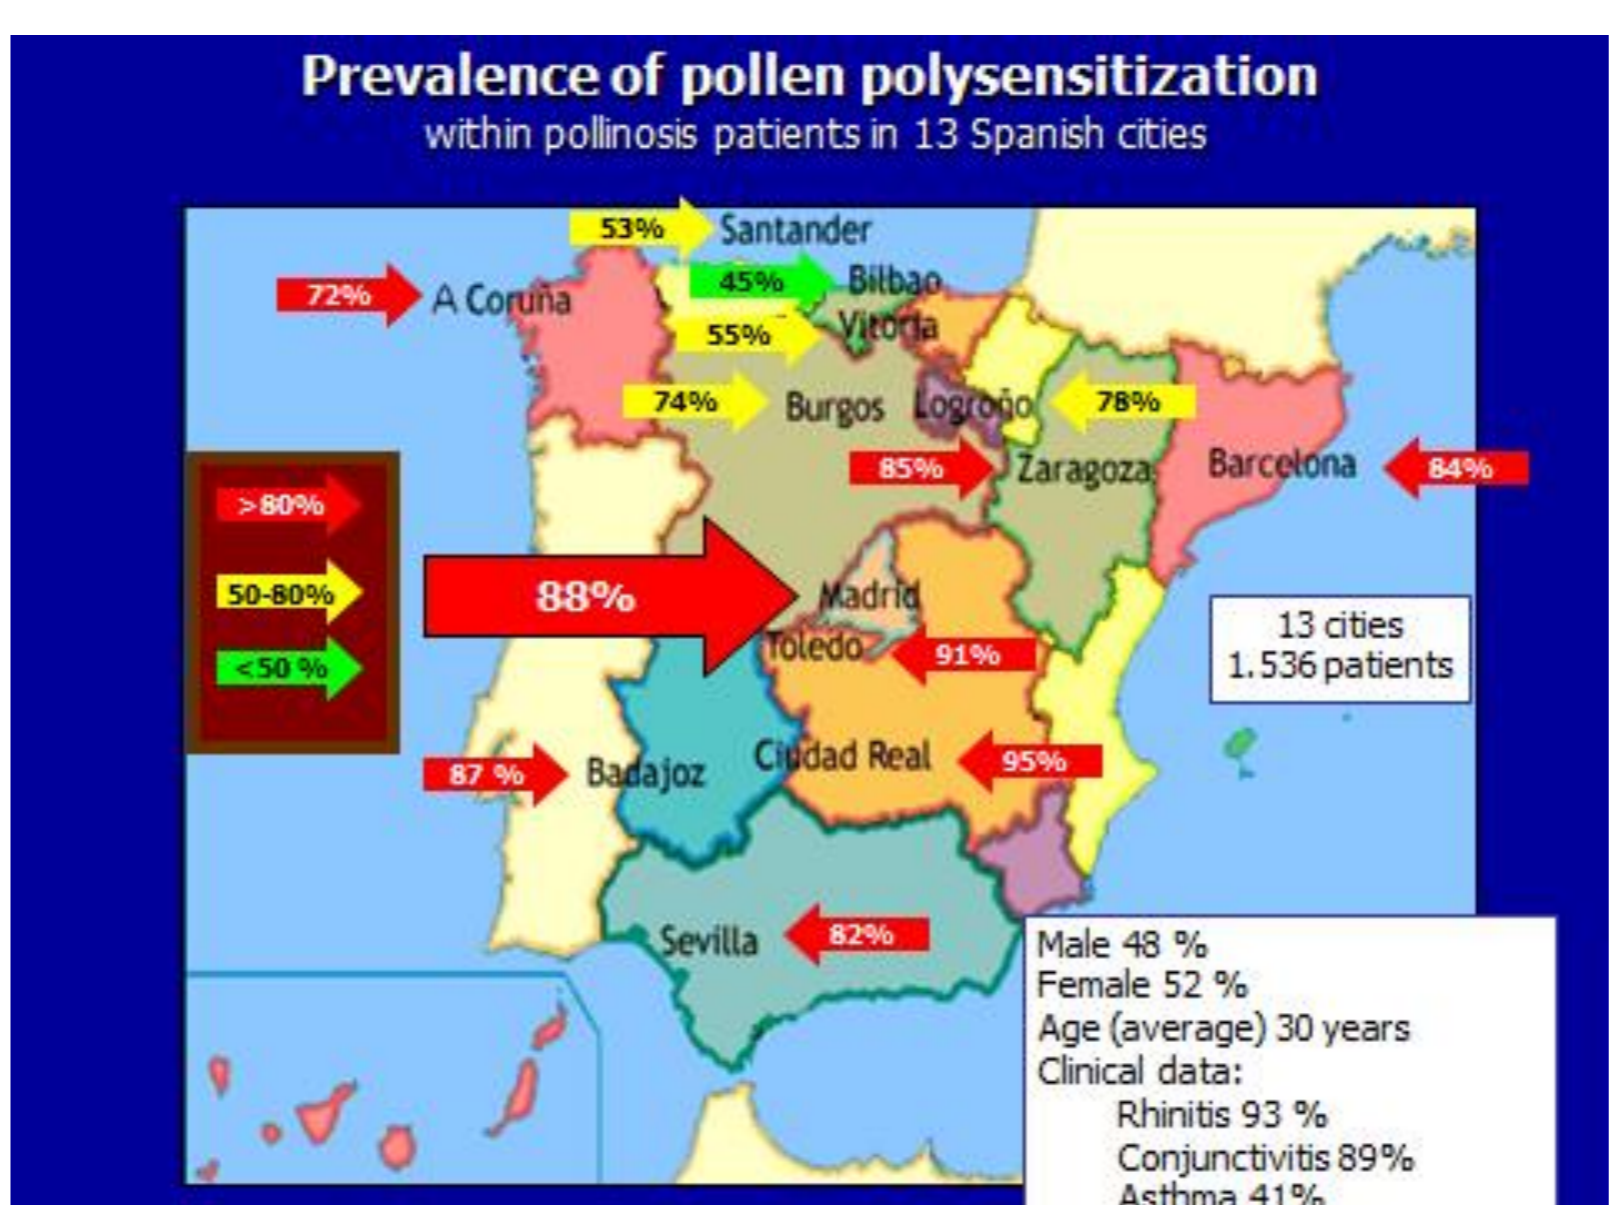 Prevalence of pollen polysensitization
within pollinosis patients in 13 Spanish cities
53% Santander
72% A Coruña
45% Bilbao
55% Vitoria
74% Burgos
Logroño 78%
85% Zaragoza
Barcelona 84%
>80%
50-80%
<50 %
88% Madrid
Toledo 91%
87 % Badajoz
Ciudad Real 95%
Sevilla 82%
13 cities
1.536 patients
Male 48 %
Female 52 %
Age (average) 30 years
Clinical data:
Rhinitis 93 %
Conjunctivitis 89%
Asthma 41%